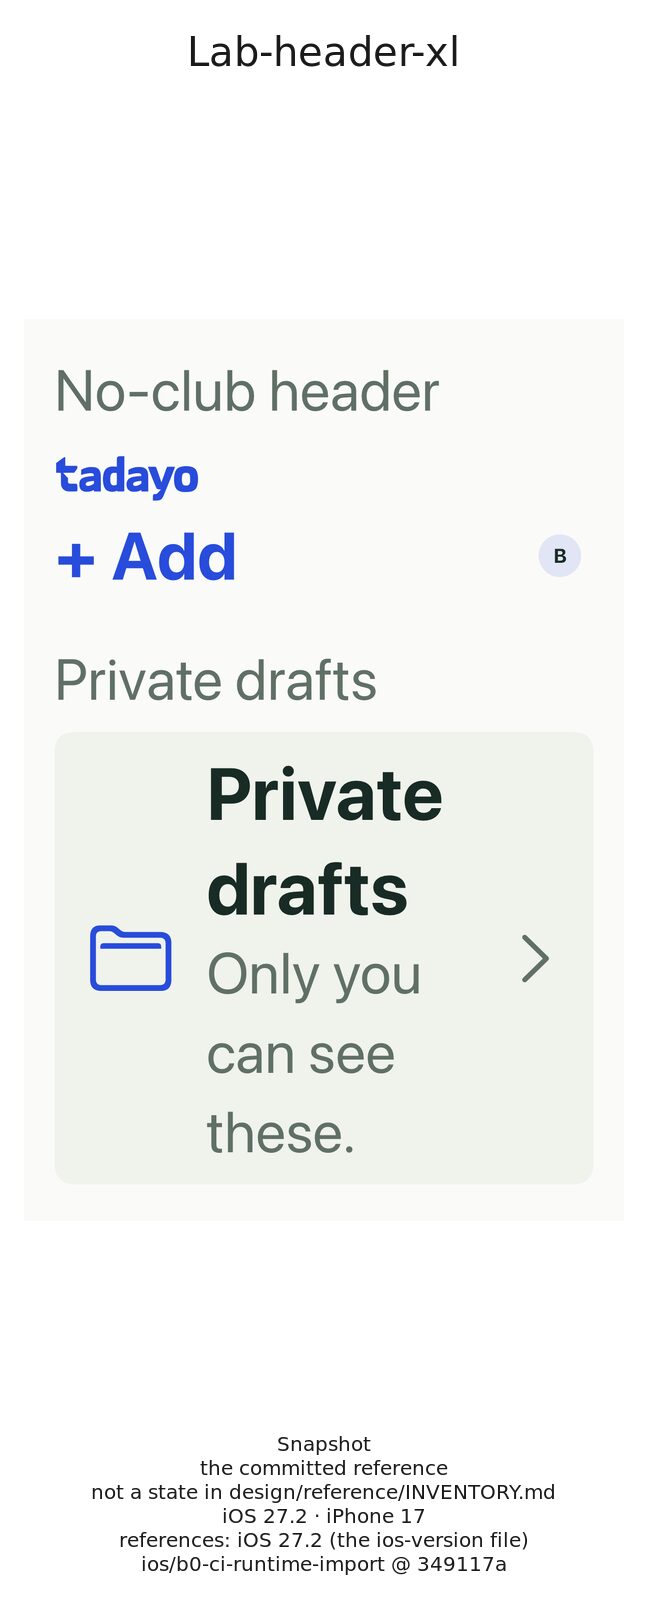 Lab-header-xl
No-club header
tadayo
+ Add
B
Private drafts
Private
drafts
Only you
can see
these.
Snapshot
the committed reference
not a state in design/reference/INVENTORY.md
iOS 27.2 · iPhone 17
references: iOS 27.2 (the ios-version file)
ios/b0-ci-runtime-import @ 349117a